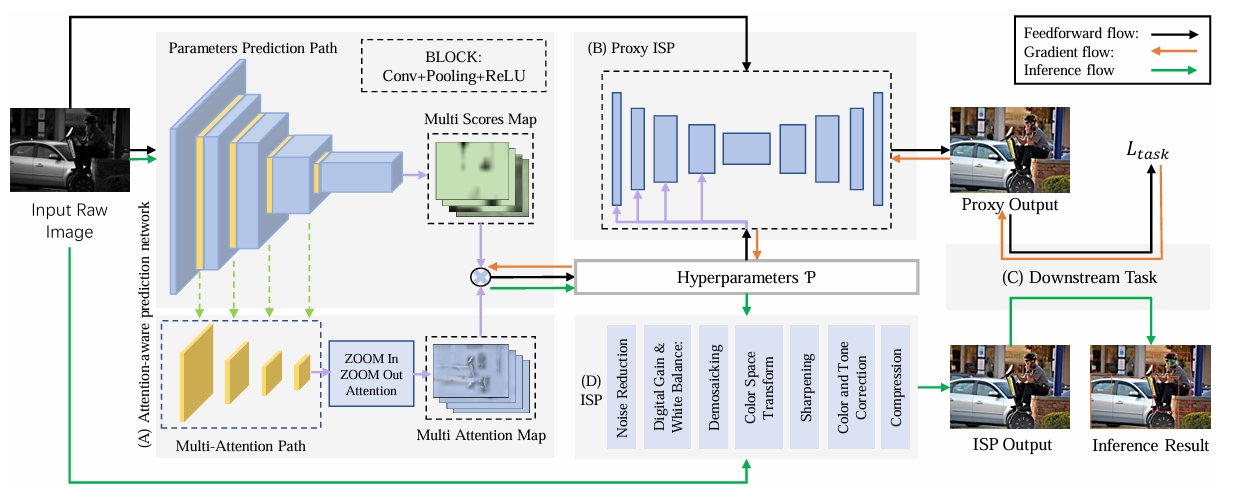 Parameters Prediction Path
BLOCK:
Conv+Pooling+ReLU
Multi Scores Map
Input Raw
Image
(A) Attention-aware prediction network
ZOOM In
ZOOM Out
Attention
Multi-Attention Path
Multi Attention Map
(B) Proxy ISP
Hyperparameters Ƥ
(D)
ISP
Noise Reduction
Digital Gain &
White Balance:
Demosaicking
Color Space
Transform
Sharpening
Color and Tone
Correction
Compression
Feedforward flow:
Gradient flow:
Inference flow
Proxy Output
L_task
(C) Downstream Task
ISP Output
Inference Result